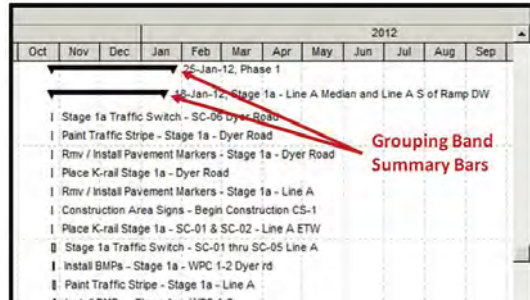 2012
Oct Nov Dec Jan Feb Mar Apr May Jun Jul Aug Sep
25-Jan-12, Phase 1
18-Jan-12, Stage 1a - Line A Median and Line A S of Ramp DW
Stage 1a Traffic Switch - SC-06 Dyer Road
Paint Traffic Stripe - Stage 1a - Dyer Road
Rmv / Install Pavement Markers - Stage 1a - Dyer Road
Place K-rail Stage 1a - Dyer Road
Rmv / Install Pavement Markers - Stage 1a - Line A
Construction Area Signs - Begin Construction CS-1
Place K-rail Stage 1a - SC-01 & SC-02 - Line A ETW
Stage 1a Traffic Switch - SC-01 thru SC-05 Line A
Install BMPs - Stage 1a - WPC 1-2 Dyer rd
Paint Traffic Stripe - Stage 1a - Line A
Grouping Band
Summary Bars